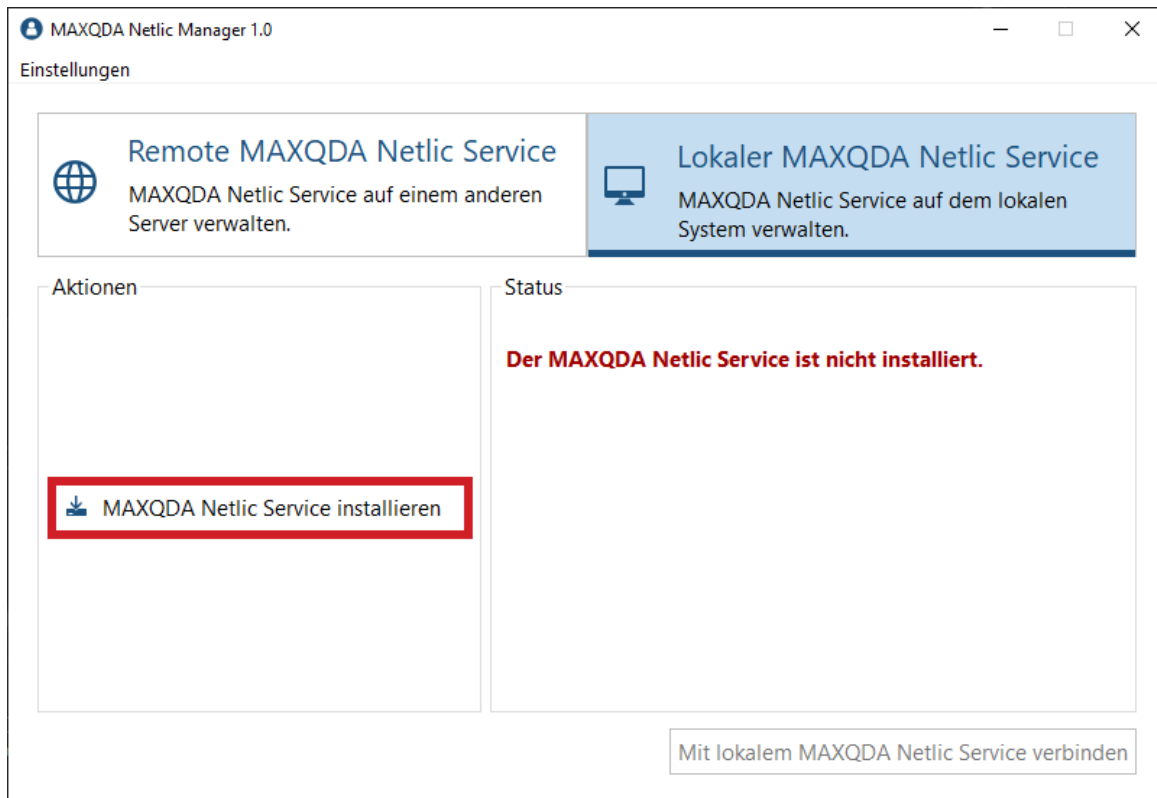 MAXQDA Netlic Manager 1.0
Einstellungen
Remote MAXQDA Netlic Service
MAXQDA Netlic Service auf einem anderen
Server verwalten.
Lokaler MAXQDA Netlic Service
MAXQDA Netlic Service auf dem lokalen
System verwalten.
Aktionen
MAXQDA Netlic Service installieren
Status
Der MAXQDA Netlic Service ist nicht installiert.
Mit lokalem MAXQDA Netlic Service verbinden